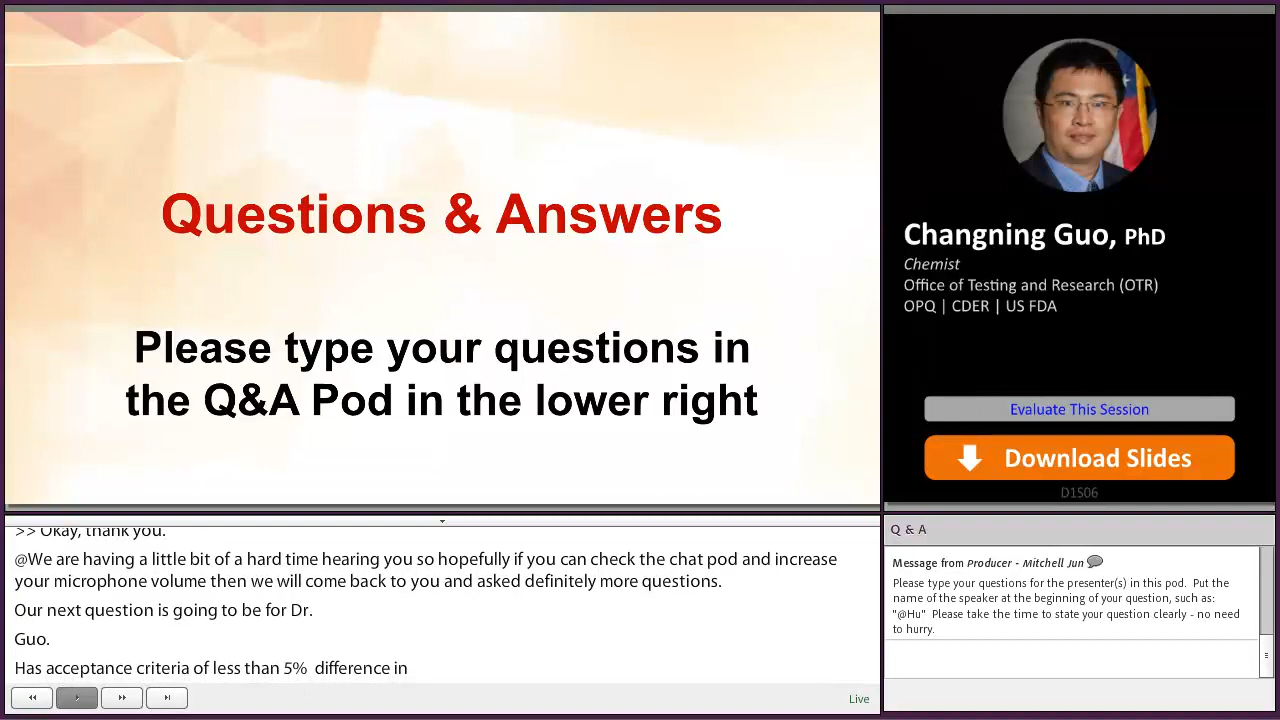 Questions & Answers
Please type your questions in
the Q&A Pod in the lower right
Changning Guo, PhD
Chemist
Office of Testing and Research (OTR)
OPQ | CDER | US FDA
Evaluate This Session
Download Slides
D1S06
>> Okay, thank you.
@We are having a little bit of a hard time hearing you so hopefully if you can check the chat pod and increase
your microphone volume then we will come back to you and asked definitely more questions.
Our next question is going to be for Dr.
Guo.
Has acceptance criteria of less than 5% difference in
Live
Q & A
Message from Producer - Mitchell Jun
Please type your questions for the presenter(s) in this pod. Put the
name of the speaker at the beginning of your question, such as:
"@Hu" Please take the time to state your question clearly - no need
to hurry.